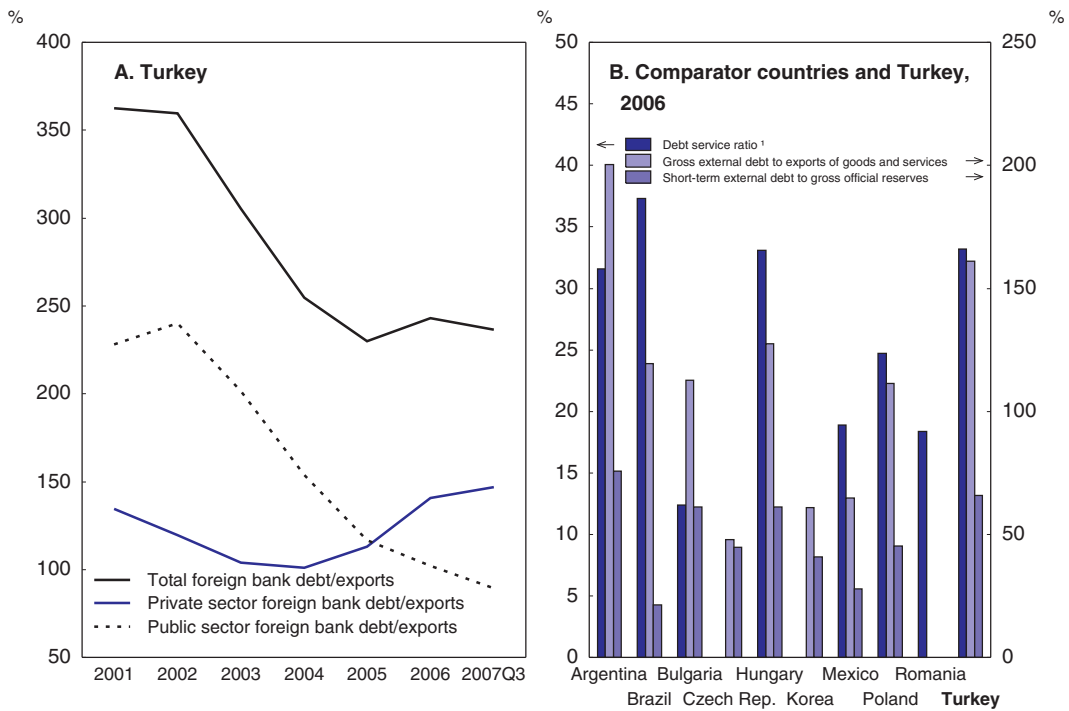 %
A. Turkey
400
350
300
250
200
150
100
50
Total foreign bank debt/exports
Private sector foreign bank debt/exports
Public sector foreign bank debt/exports
2001 2002 2003 2004 2005 2006 2007Q3
% %
B. Comparator countries and Turkey,
2006
← Debt service ratio ¹
Gross external debt to exports of goods and services →
Short-term external debt to gross official reserves →
50
45
40
35
30
25
20
15
10
5
0
250
200
150
100
50
0
Argentina Bulgaria Hungary Mexico Romania
Brazil Czech Rep. Korea Poland Turkey